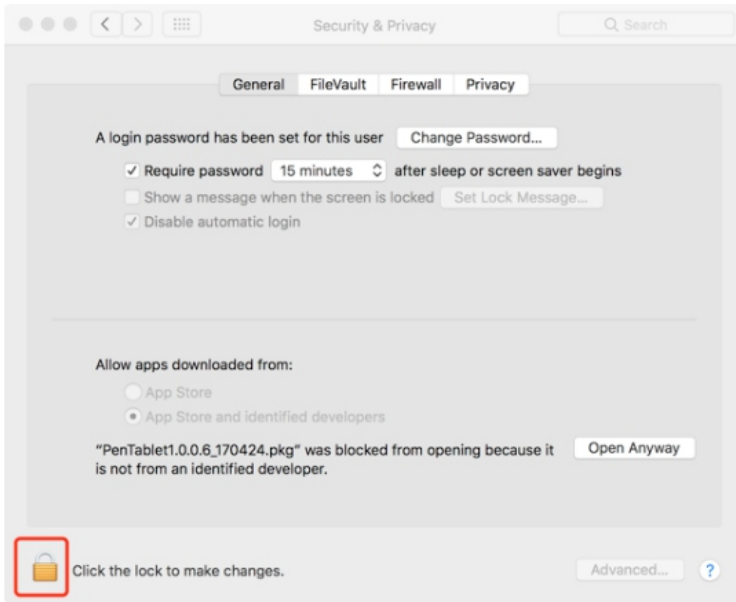 Security & Privacy
Search
General FileVault Firewall Privacy
A login password has been set for this user Change Password...
Require password 15 minutes after sleep or screen saver begins
Show a message when the screen is locked Set Lock Message...
Disable automatic login
Allow apps downloaded from:
App Store
App Store and identified developers
“PenTablet1.0.0.6_170424.pkg” was blocked from opening because it
is not from an identified developer.
Open Anyway
Click the lock to make changes.
Advanced... ?